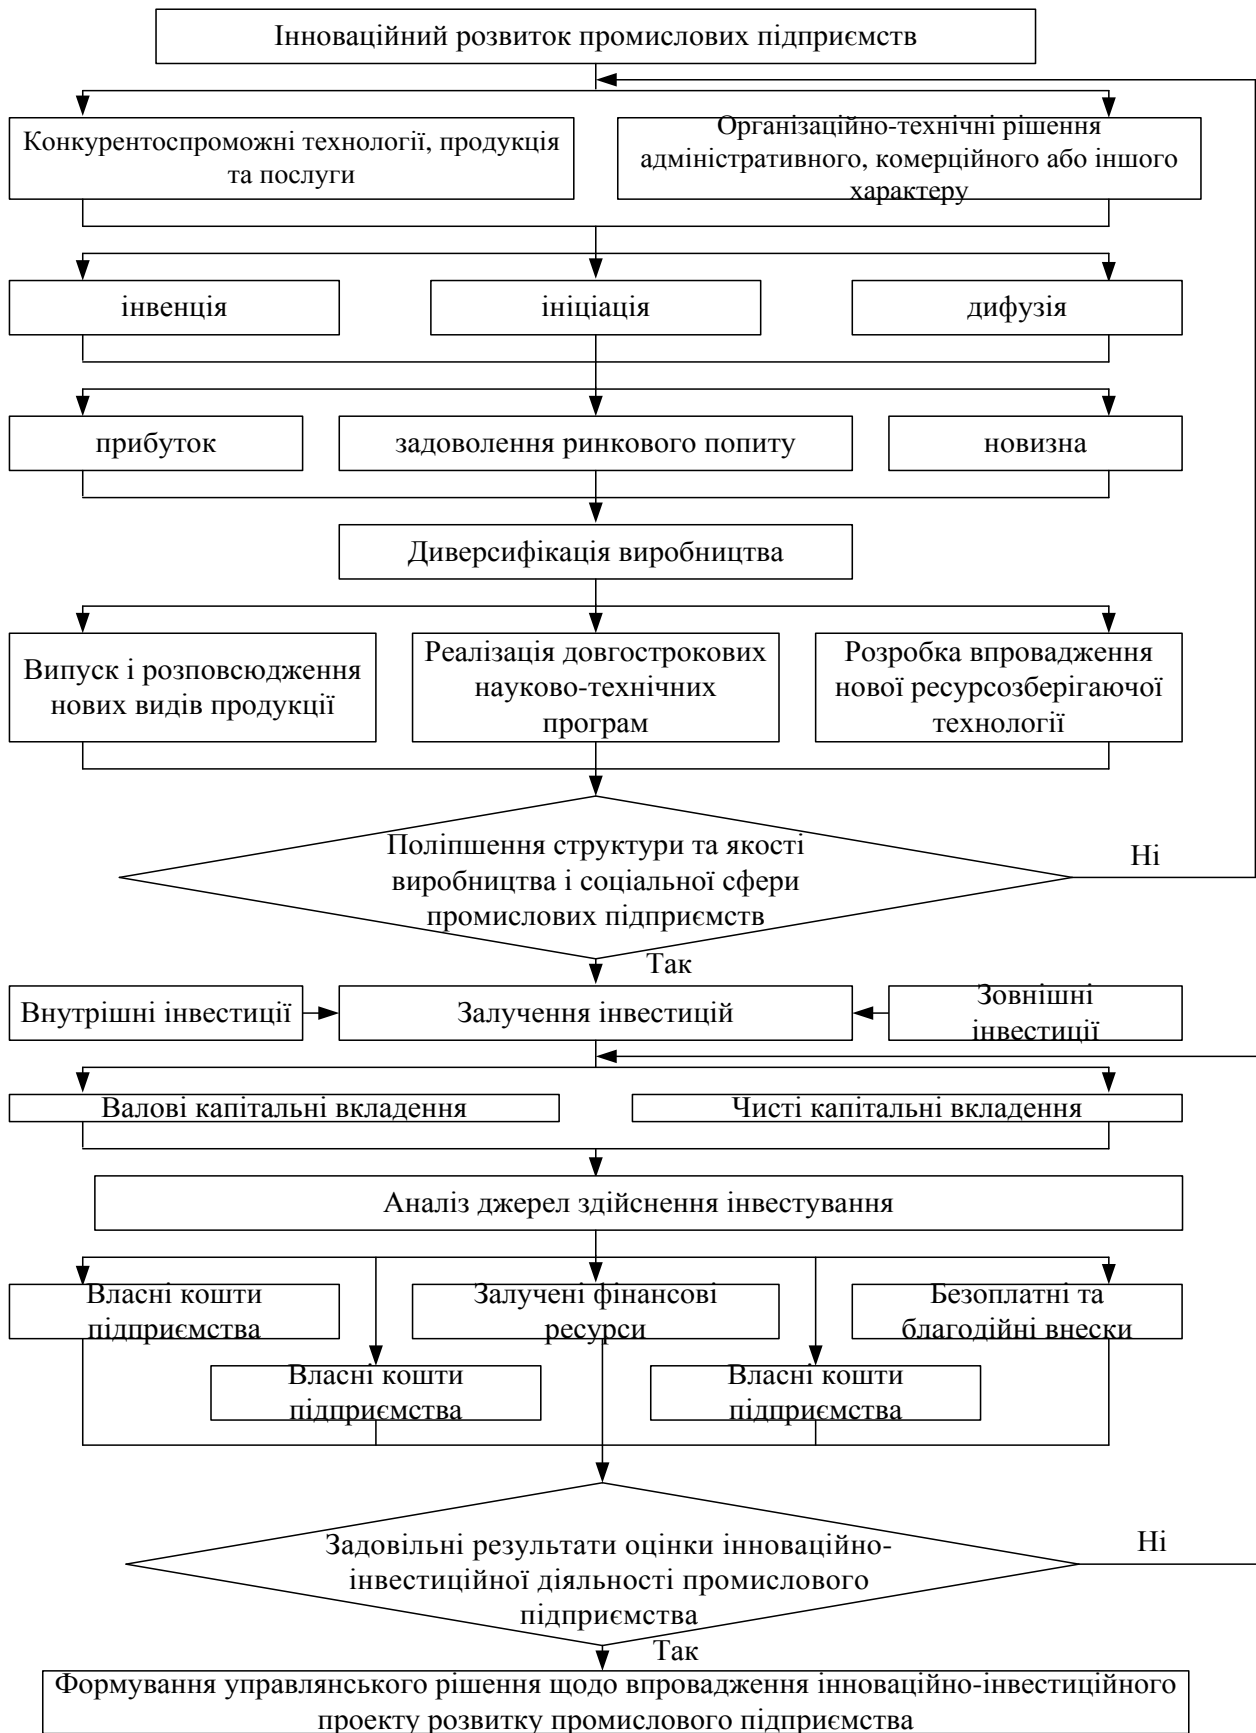 Інноваційний розвиток промислових підприємств
Конкурентоспроможні технології, продукція
та послуги
Організаційно-технічні рішення
адміністративного, комерційного або іншого
характеру
інвенція
ініціація
дифузія
прибуток
задоволення ринкового попиту
новизна
Диверсифікація виробництва
Випуск і розповсюдження
нових видів продукції
Реалізація довгострокових
науково-технічних
програм
Розробка впровадження
нової ресурсозберігаючої
технології
Поліпшення структури та якості
виробництва і соціальної сфери
промислових підприємств
Ні
Так
Внутрішні інвестиції
Залучення інвестицій
Зовнішні
інвестиції
Валові капітальні вкладення
Чисті капітальні вкладення
Аналіз джерел здійснення інвестування
Власні кошти
підприємства
Залучені фінансові
ресурси
Безоплатні та
благодійні внески
Власні кошти
підприємства
Власні кошти
підприємства
Задовільні результати оцінки інноваційно-
інвестиційної діяльності промислового
підприємства
Ні
Так
Формування управлянського рішення щодо впровадження інноваційно-інвестиційного
проекту розвитку промислового підприємства